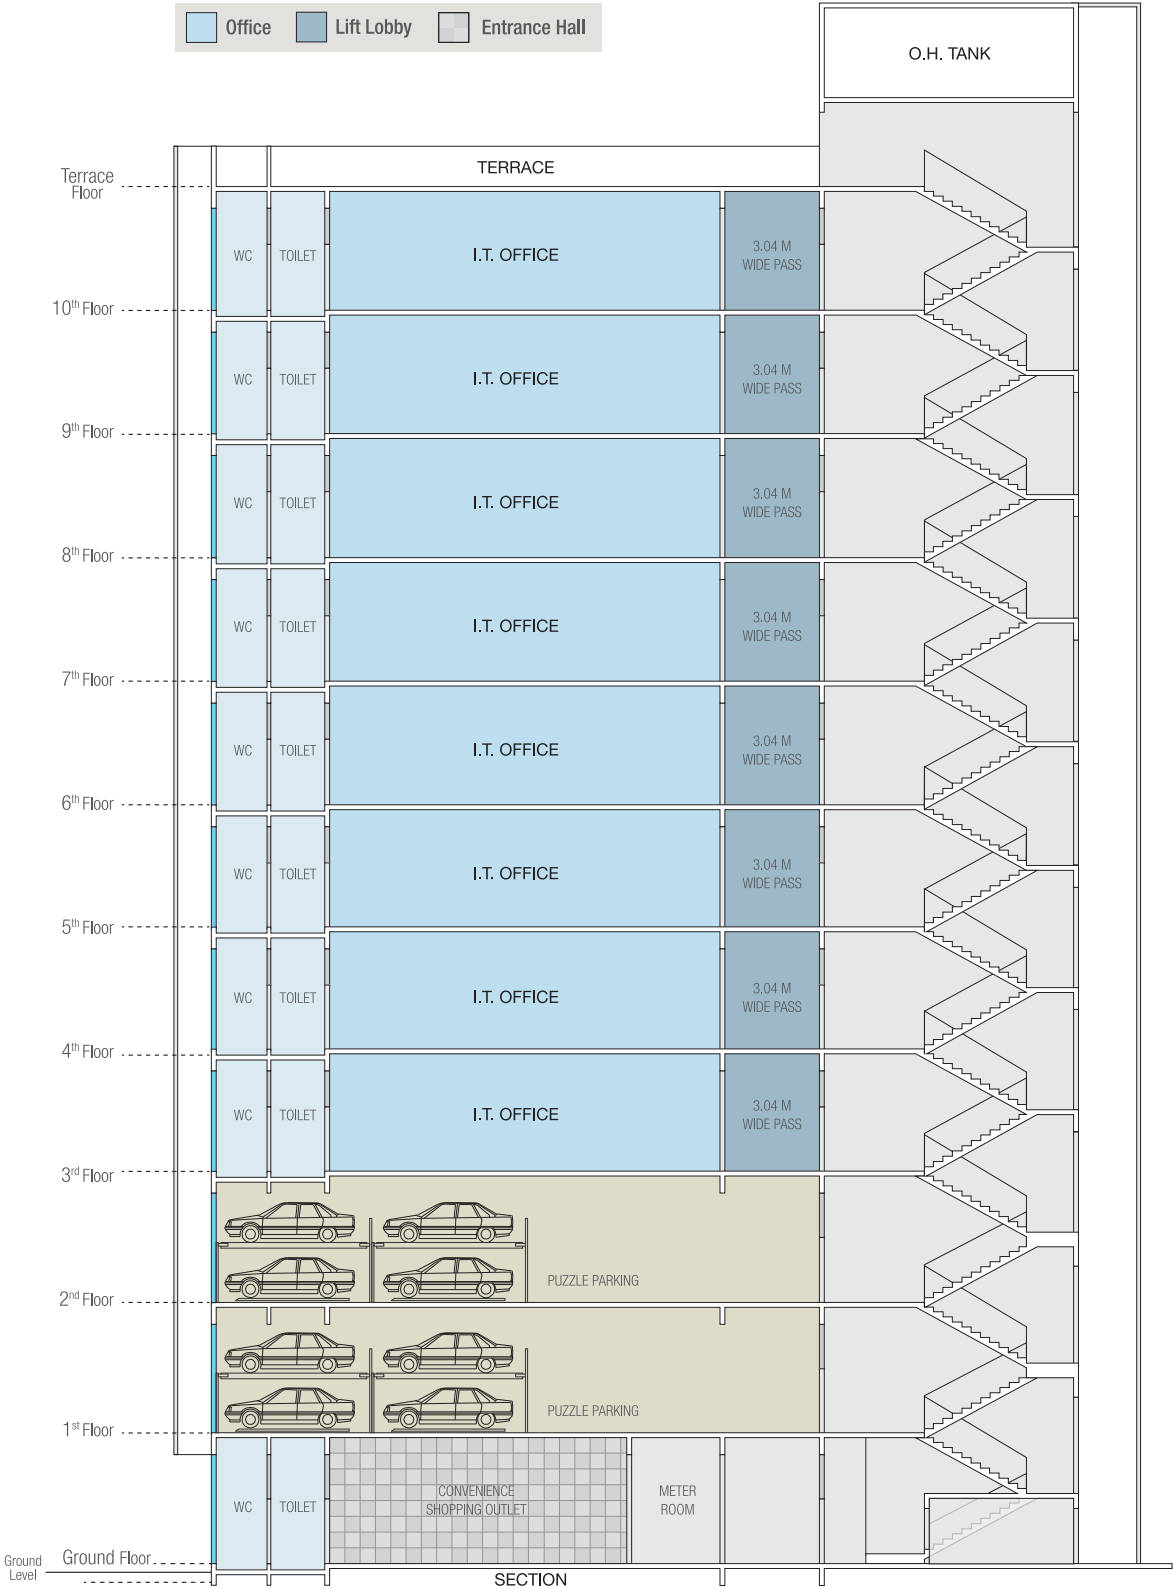 Office Lift Lobby Entrance Hall
O.H. TANK
TERRACE
Terrace
Floor
WC TOILET I.T. OFFICE 3.04 M
WIDE PASS
10th Floor
WC TOILET I.T. OFFICE 3.04 M
WIDE PASS
9th Floor
WC TOILET I.T. OFFICE 3.04 M
WIDE PASS
8th Floor
WC TOILET I.T. OFFICE 3.04 M
WIDE PASS
7th Floor
WC TOILET I.T. OFFICE 3.04 M
WIDE PASS
6th Floor
WC TOILET I.T. OFFICE 3.04 M
WIDE PASS
5th Floor
WC TOILET I.T. OFFICE 3.04 M
WIDE PASS
4th Floor
WC TOILET I.T. OFFICE 3.04 M
WIDE PASS
3rd Floor
PUZZLE PARKING
2nd Floor
PUZZLE PARKING
1st Floor
CONVENIENCE
SHOPPING OUTLET
METER
ROOM
WC TOILET
Ground Floor
Ground
Level
SECTION